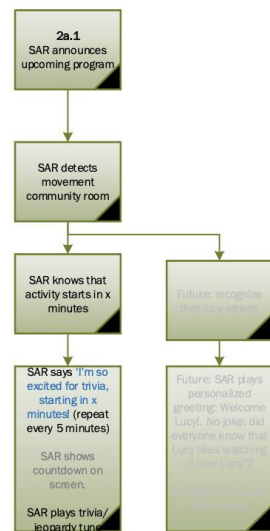 2a.1
SAR announces
upcoming program
SAR detects
movement
community room
SAR knows that
activity starts in x
minutes
Future: recognize
that lucy arrives
SAR says 'I'm so
excited for trivia,
starting in x
minutes! (repeat
every 5 minutes)
SAR shows
countdown on
screen.
SAR plays trivia/
jeopardy tune
Future: SAR plays
personalized
greeting: Welcome
Lucy!. No joke: did
everyone know that
Lucy likes watching
"I love Lucy"?